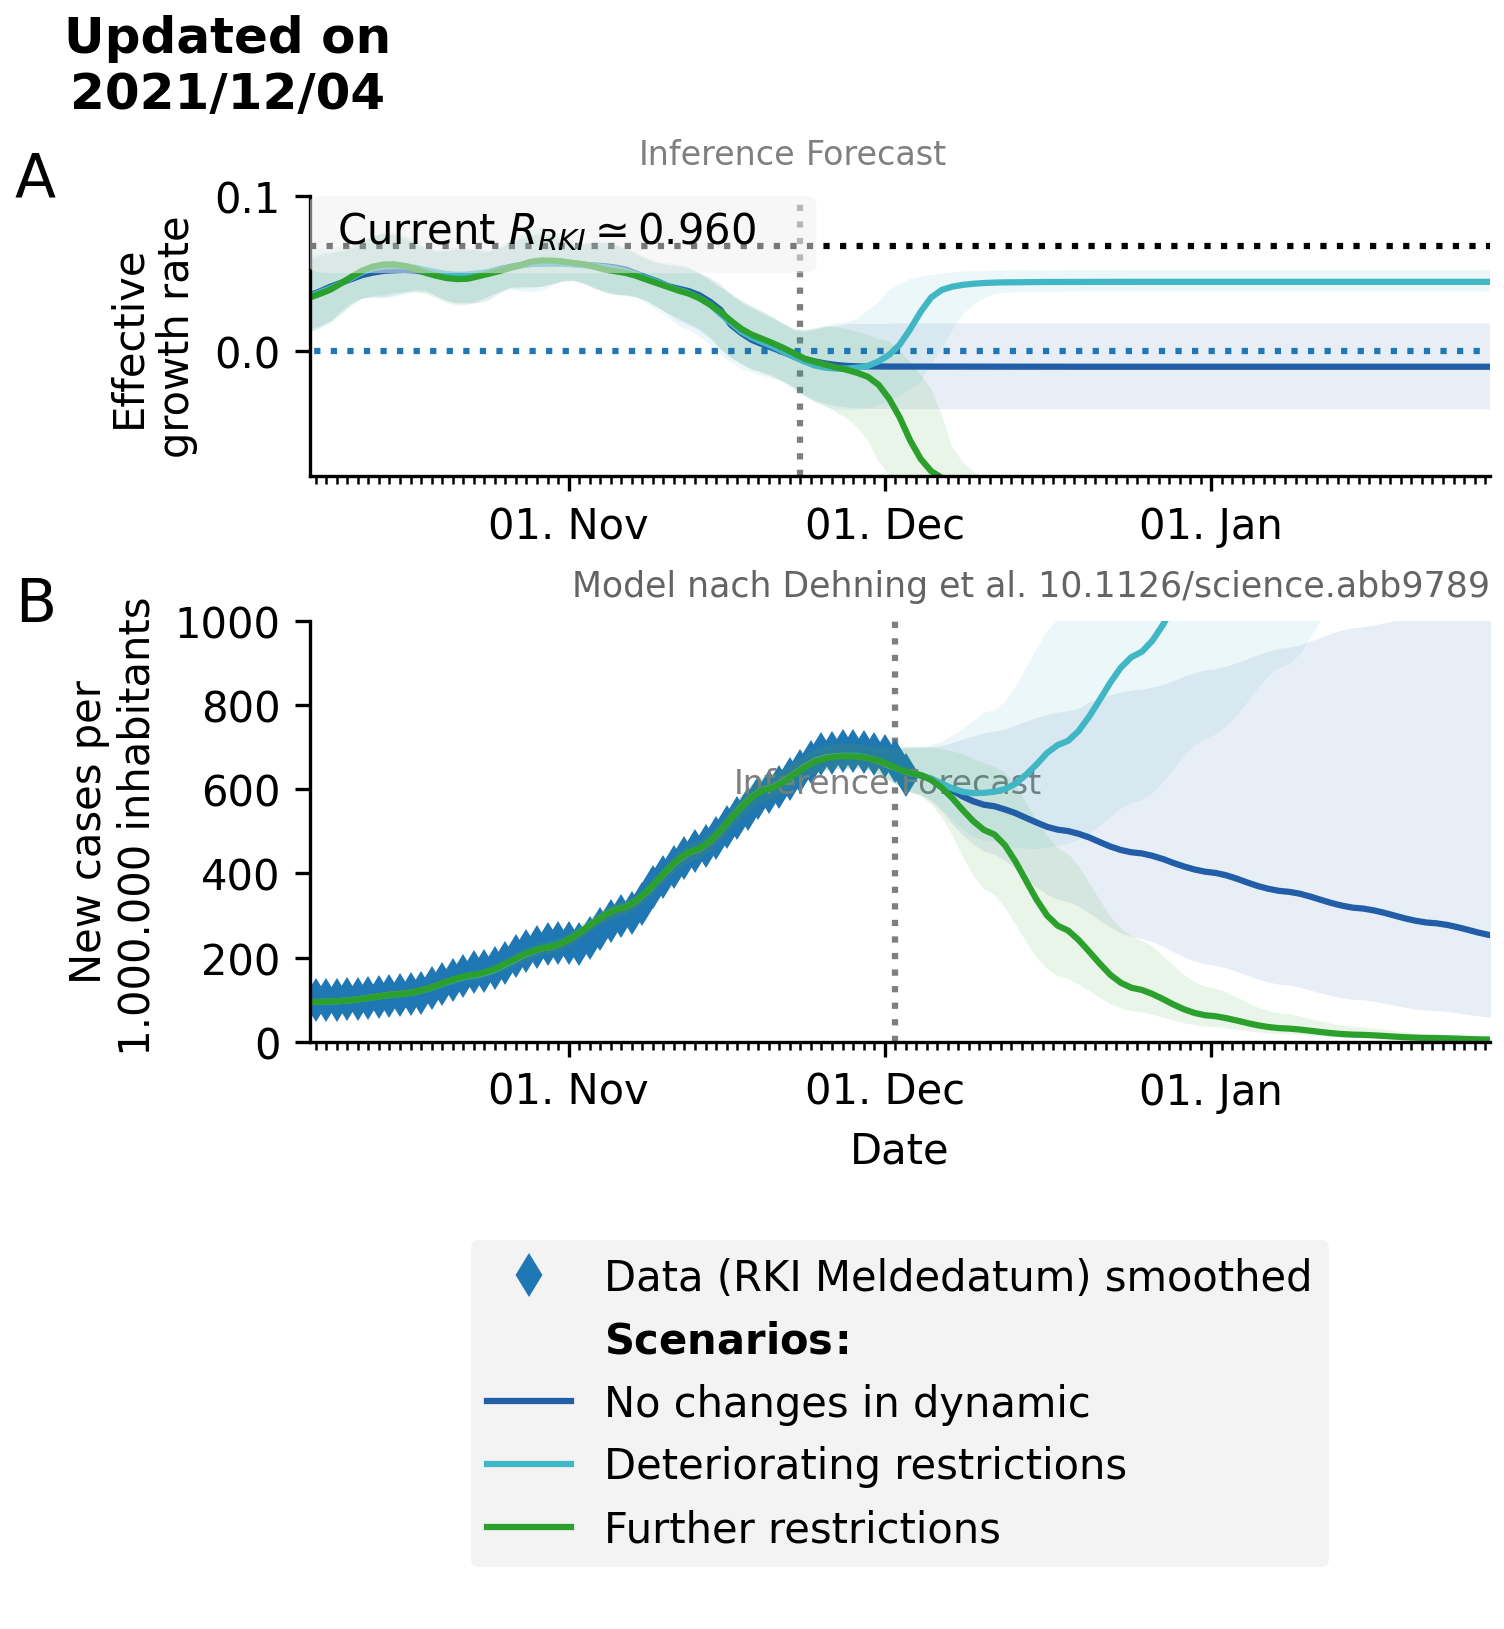 Updated on
2021/12/04
A
Inference Forecast
Effective
growth rate
0.1
0.0
Current R_RKI ≃ 0.960
01. Nov
01. Dec
01. Jan
B
Model nach Dehning et al. 10.1126/science.abb9789
New cases per
1.000.000 inhabitants
1000
800
600
400
200
0
Inference Forecast
01. Nov
01. Dec
01. Jan
Date
Data (RKI Meldedatum) smoothed
Scenarios:
No changes in dynamic
Deteriorating restrictions
Further restrictions